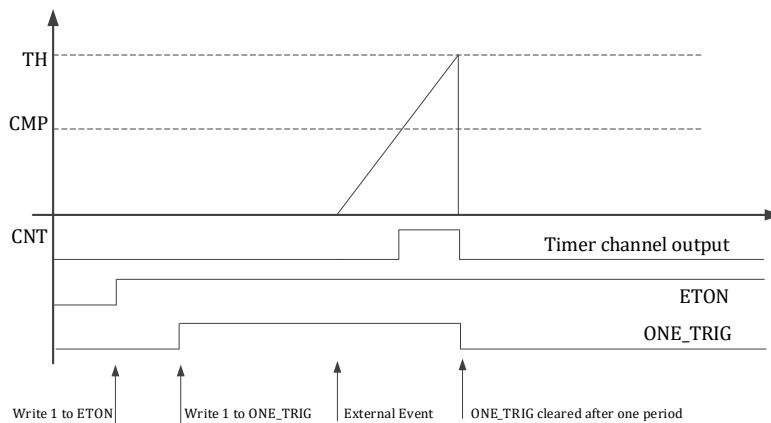 TH
CMP
CNT
Timer channel output
ETON
ONE_TRIG
Write 1 to ETON
Write 1 to ONE_TRIG
External Event
ONE_TRIG cleared after one period